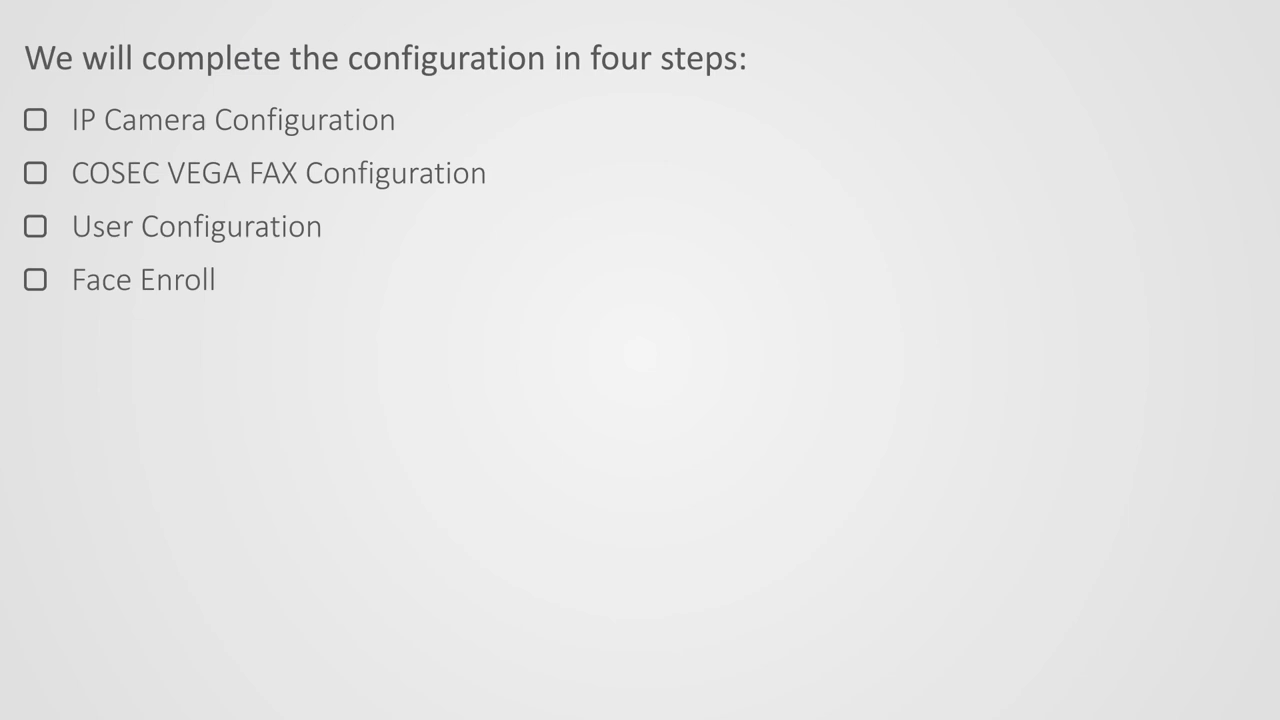 We will complete the configuration in four steps:
IP Camera Configuration
COSEC VEGA FAX Configuration
User Configuration
Face Enroll